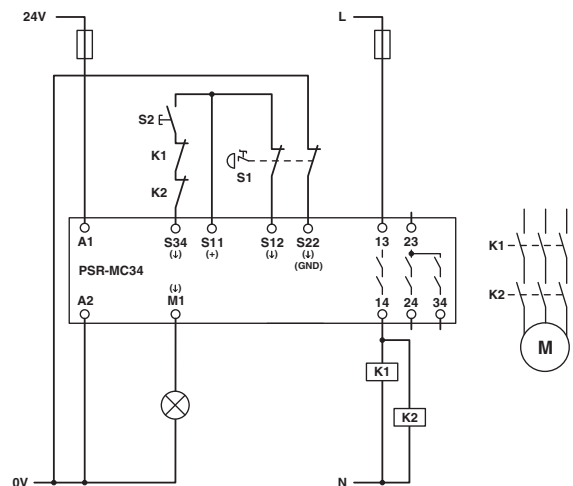 24V
L
S2
K1
K2
S1
A1
S34
(↓)
S11
(+)
S12
(↓)
S22
(↓)
(GND)
13
23
PSR-MC34
A2
(↓)
M1
14
24
34
K1
K2
K1
K2
M
0V
N